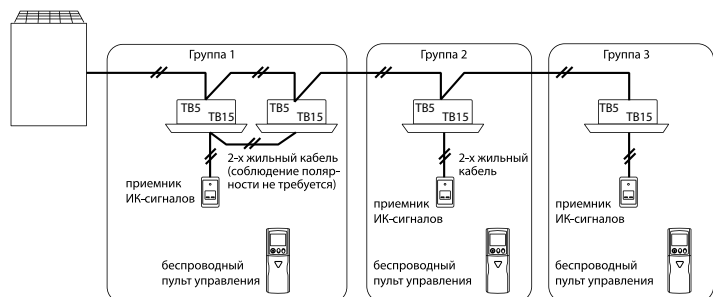 Группа 1
Группа 2
Группа 3
TB5
TB15
TB5
TB15
TB5
TB15
TB5
TB15
2-х жильный кабель
(соблюдение поляр-
ности не требуется)
2-х жильный
кабель
приемник
ИК-сигналов
приемник
ИК-сигналов
приемник
ИК-сигналов
беспроводный
пульт управления
беспроводный
пульт управления
беспроводный
пульт управления